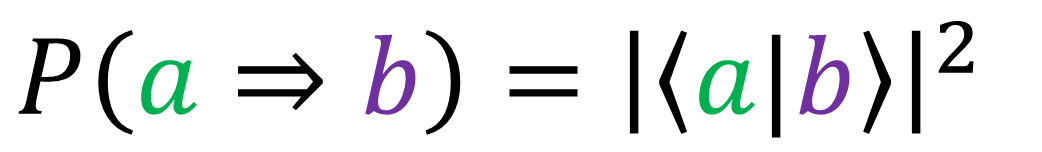 P(a ⇒ b) = |⟨a|b⟩|²